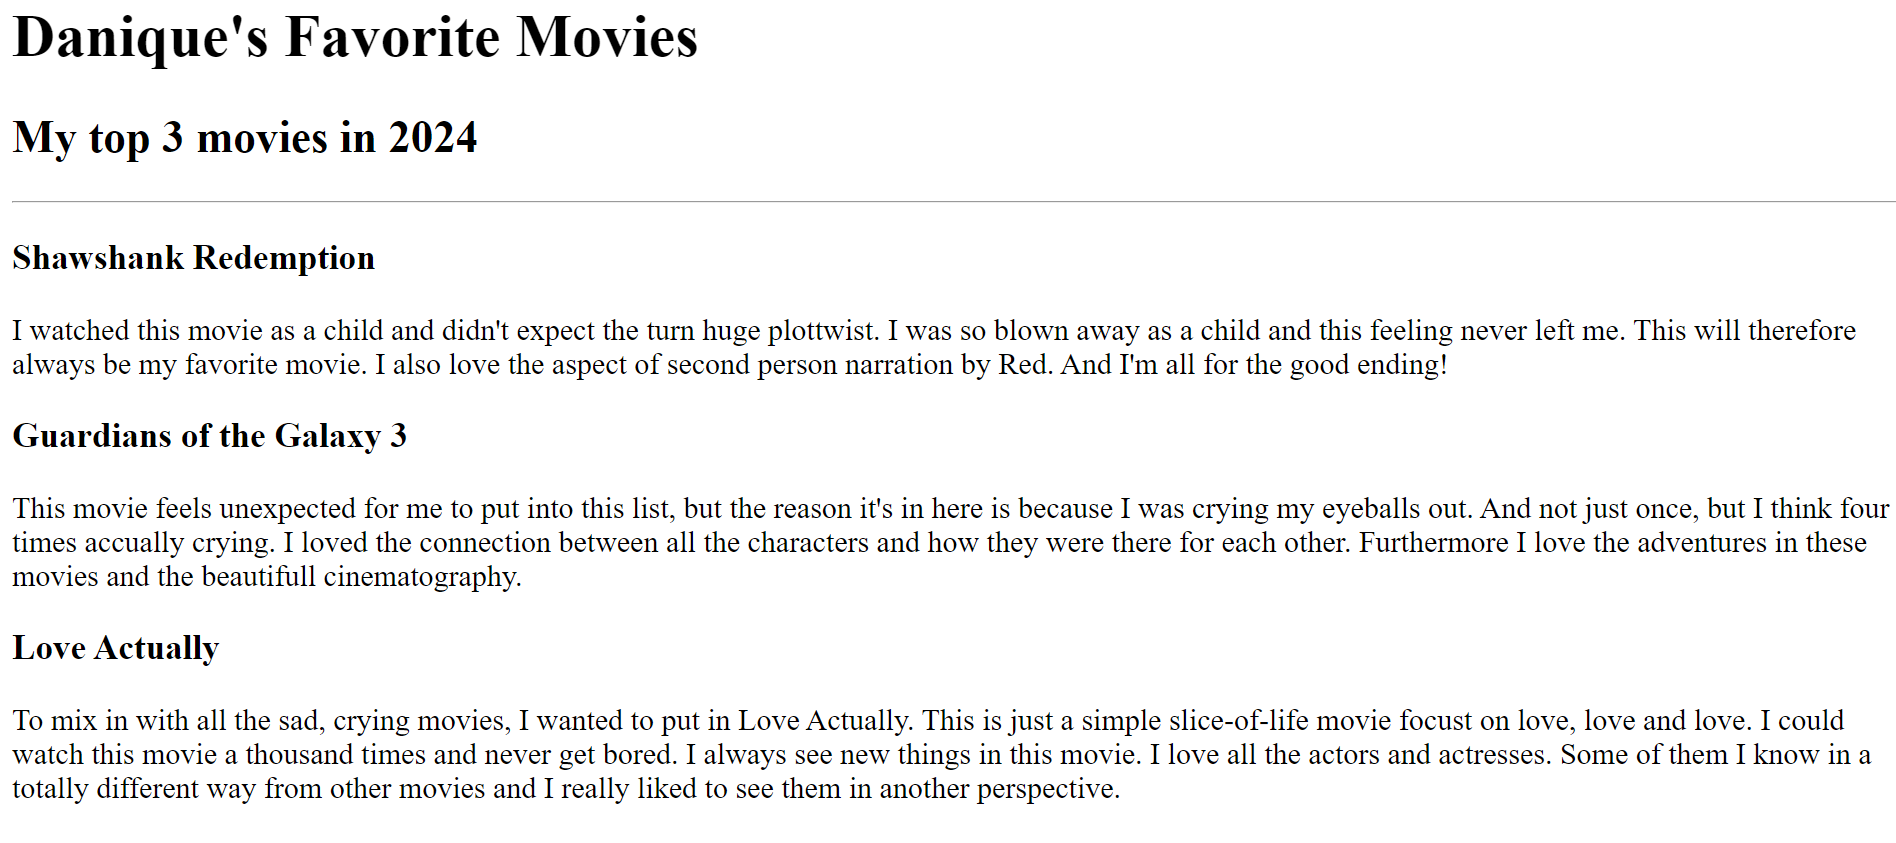 Danique's Favorite Movies
My top 3 movies in 2024
Shawshank Redemption
I watched this movie as a child and didn't expect the turn huge plottwist. I was so blown away as a child and this feeling never left me. This will therefore
always be my favorite movie. I also love the aspect of second person narration by Red. And I'm all for the good ending!
Guardians of the Galaxy 3
This movie feels unexpected for me to put into this list, but the reason it's in here is because I was crying my eyeballs out. And not just once, but I think four
times accually crying. I loved the connection between all the characters and how they were there for each other. Furthermore I love the adventures in these
movies and the beautifull cinematography.
Love Actually
To mix in with all the sad, crying movies, I wanted to put in Love Actually. This is just a simple slice-of-life movie focust on love, love and love. I could
watch this movie a thousand times and never get bored. I always see new things in this movie. I love all the actors and actresses. Some of them I know in a
totally different way from other movies and I really liked to see them in another perspective.